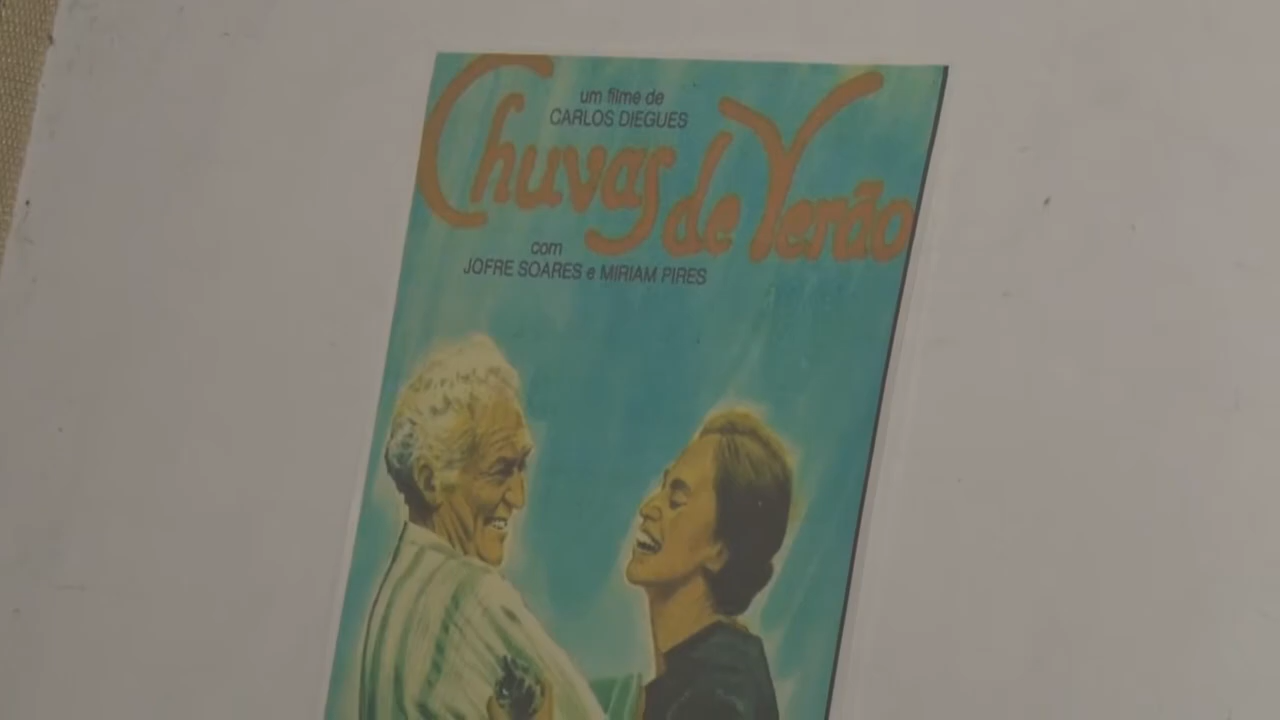 um filme de
CARLOS DIEGUES
Chuvas de Verão
com
JOFRE SOARES e MIRIAM PIRES